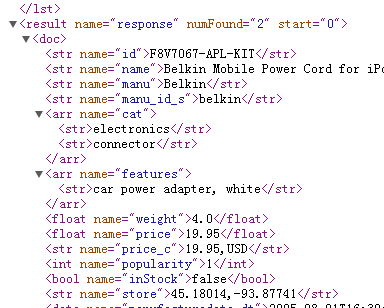 </lst>
▼<result name="response" numFound="2" start="0">
▼<doc>
<str name="id">F8V7067-APL-KIT</str>
<str name="name">Belkin Mobile Power Cord for iPo
<str name="manu">Belkin</str>
<str name="manu_id_s">belkin</str>
▼<arr name="cat">
<str>electronics</str>
<str>connector</str>
</arr>
▼<arr name="features">
<str>car power adapter, white</str>
</arr>
<float name="weight">4.0</float>
<float name="price">19.95</float>
<str name="price_c">19.95,USD</str>
<int name="popularity">1</int>
<bool name="inStock">false</bool>
<str name="store">45.18014,-93.87741</str>